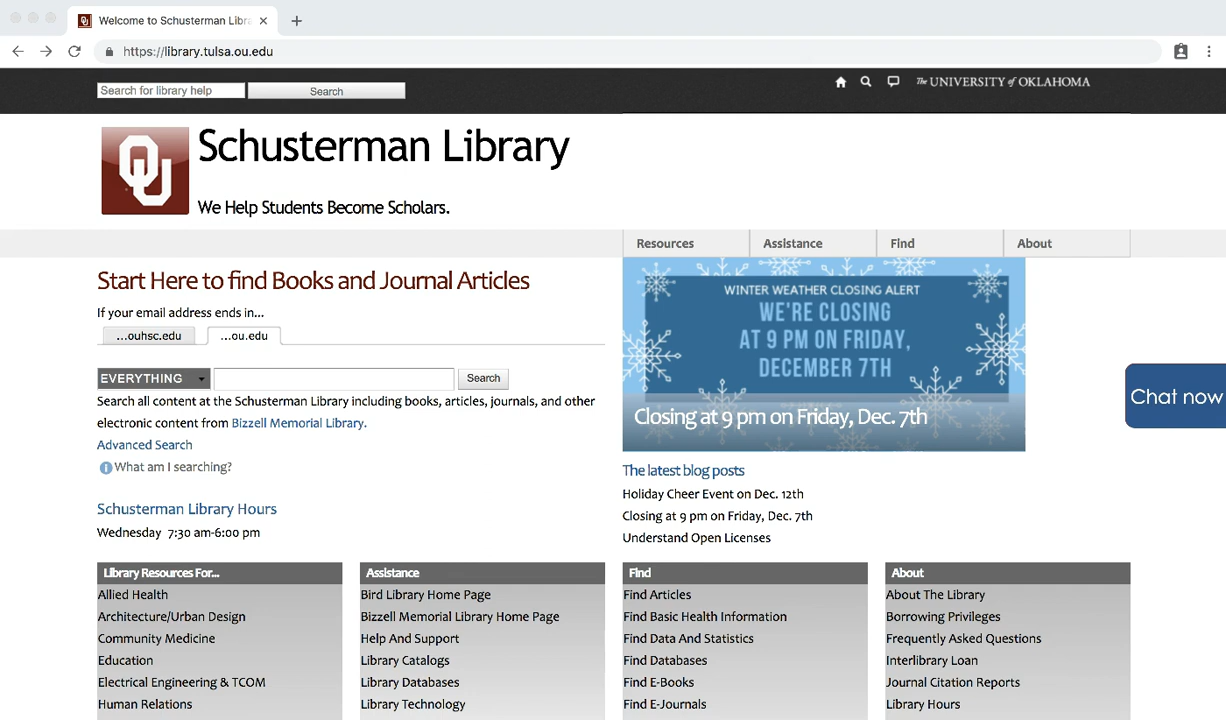 Welcome to Schusterman Libra
https://library.tulsa.ou.edu
Search for library help
Search
The UNIVERSITY of OKLAHOMA
OU
Schusterman Library
We Help Students Become Scholars.
Resources
Assistance
Find
About
Start Here to find Books and Journal Articles
If your email address ends in...
...ouhsc.edu
...ou.edu
EVERYTHING
Search
Search all content at the Schusterman Library including books, articles, journals, and other
electronic content from Bizzell Memorial Library.
Advanced Search
What am I searching?
Schusterman Library Hours
Wednesday 7:30 am-6:00 pm
WINTER WEATHER CLOSING ALERT
WE'RE CLOSING
AT 9 PM ON FRIDAY,
DECEMBER 7TH
Closing at 9 pm on Friday, Dec. 7th
Chat now
The latest blog posts
Holiday Cheer Event on Dec. 12th
Closing at 9 pm on Friday, Dec. 7th
Understand Open Licenses
Library Resources For...
Allied Health
Architecture/Urban Design
Community Medicine
Education
Electrical Engineering & TCOM
Human Relations
Assistance
Bird Library Home Page
Bizzell Memorial Library Home Page
Help And Support
Library Catalogs
Library Databases
Library Technology
Find
Find Articles
Find Basic Health Information
Find Data And Statistics
Find Databases
Find E-Books
Find E-Journals
About
About The Library
Borrowing Privileges
Frequently Asked Questions
Interlibrary Loan
Journal Citation Reports
Library Hours